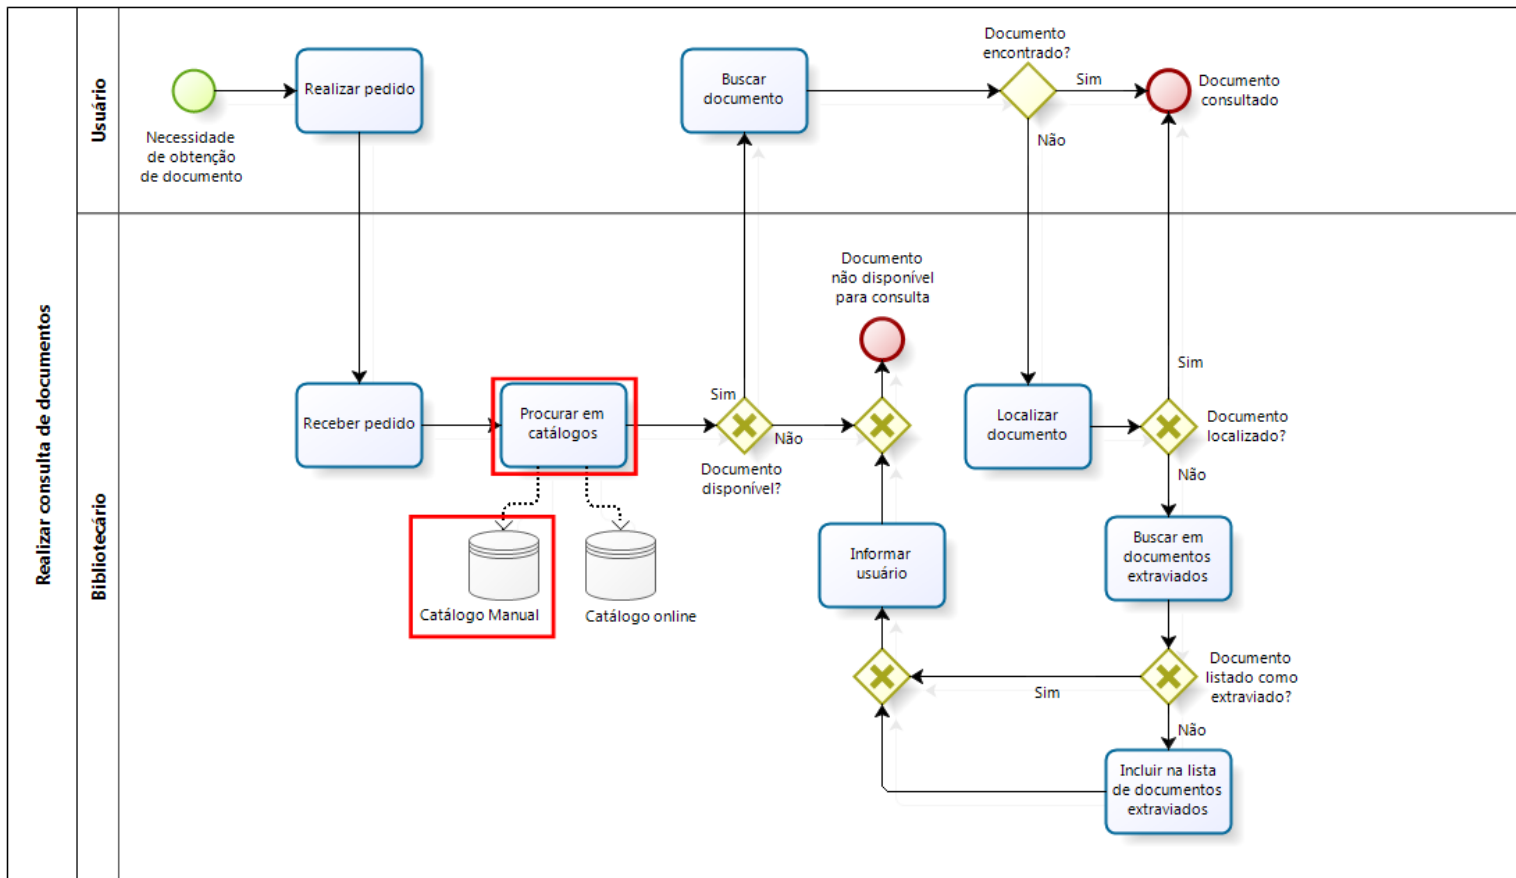 Realizar consulta de documentos
Usuário
Necessidade
de obtenção
de documento
Realizar pedido
Buscar
documento
Documento
encontrado?
Sim
Não
Documento
consultado
Bibliotecário
Receber pedido
Procurar em
catálogos
Catálogo Manual
Catálogo online
Sim
Não
Documento
disponível?
Documento
não disponível
para consulta
Informar
usuário
Localizar
documento
Sim
Documento
localizado?
Não
Buscar em
documentos
extraviados
Documento
listado como
extraviado?
Sim
Não
Incluir na lista
de documentos
extraviados